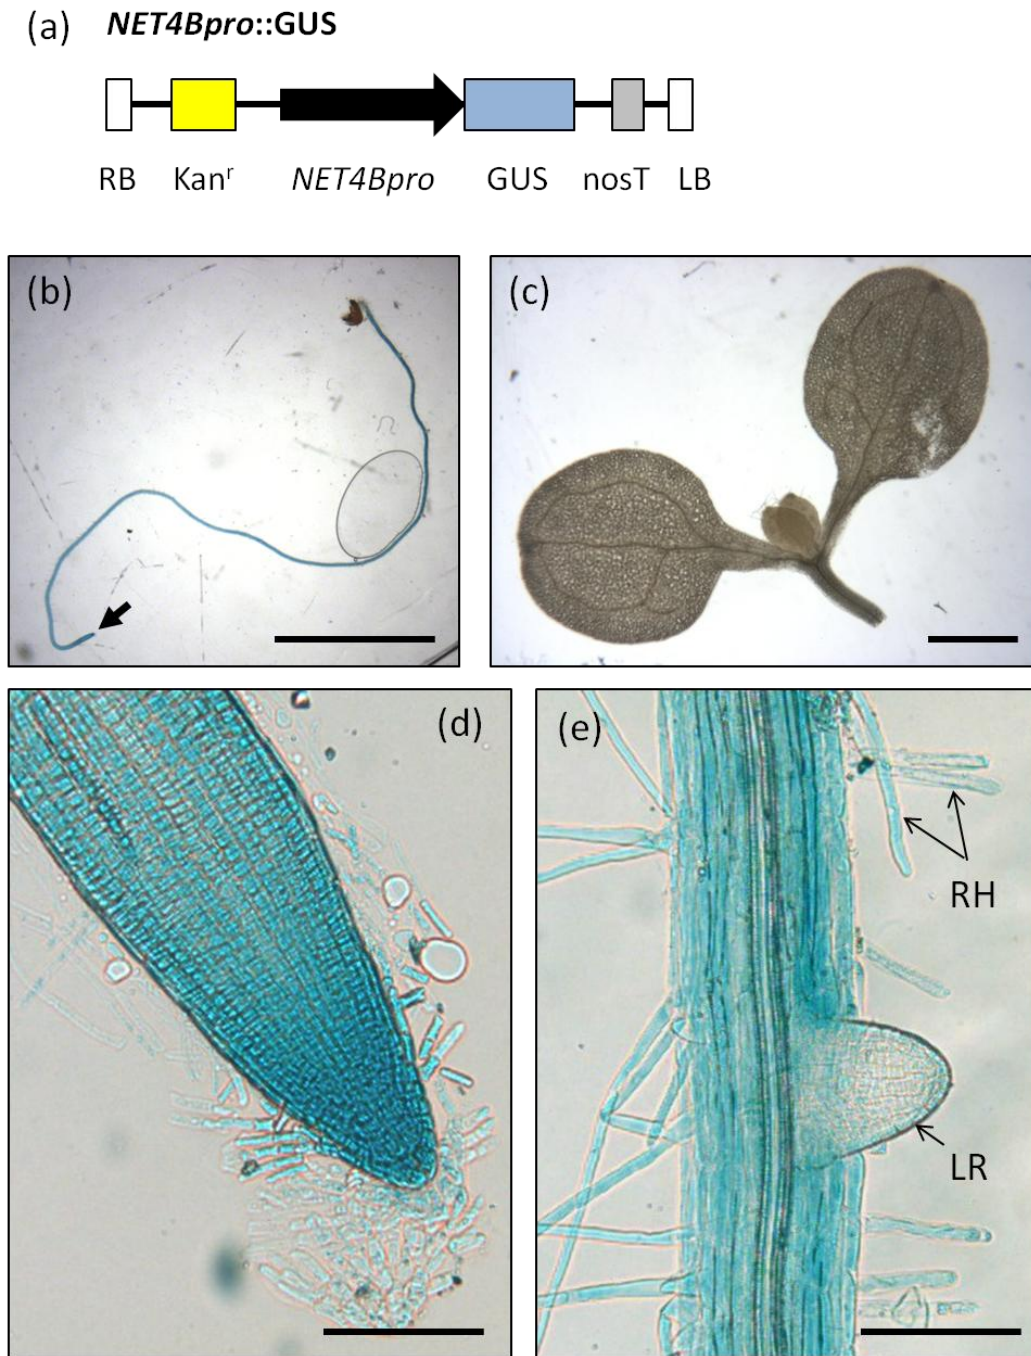 (a) NET4Bpro::GUS
RB Kanʳ NET4Bpro GUS nosT LB
(b)
(c)
(d)
(e)
RH
LR